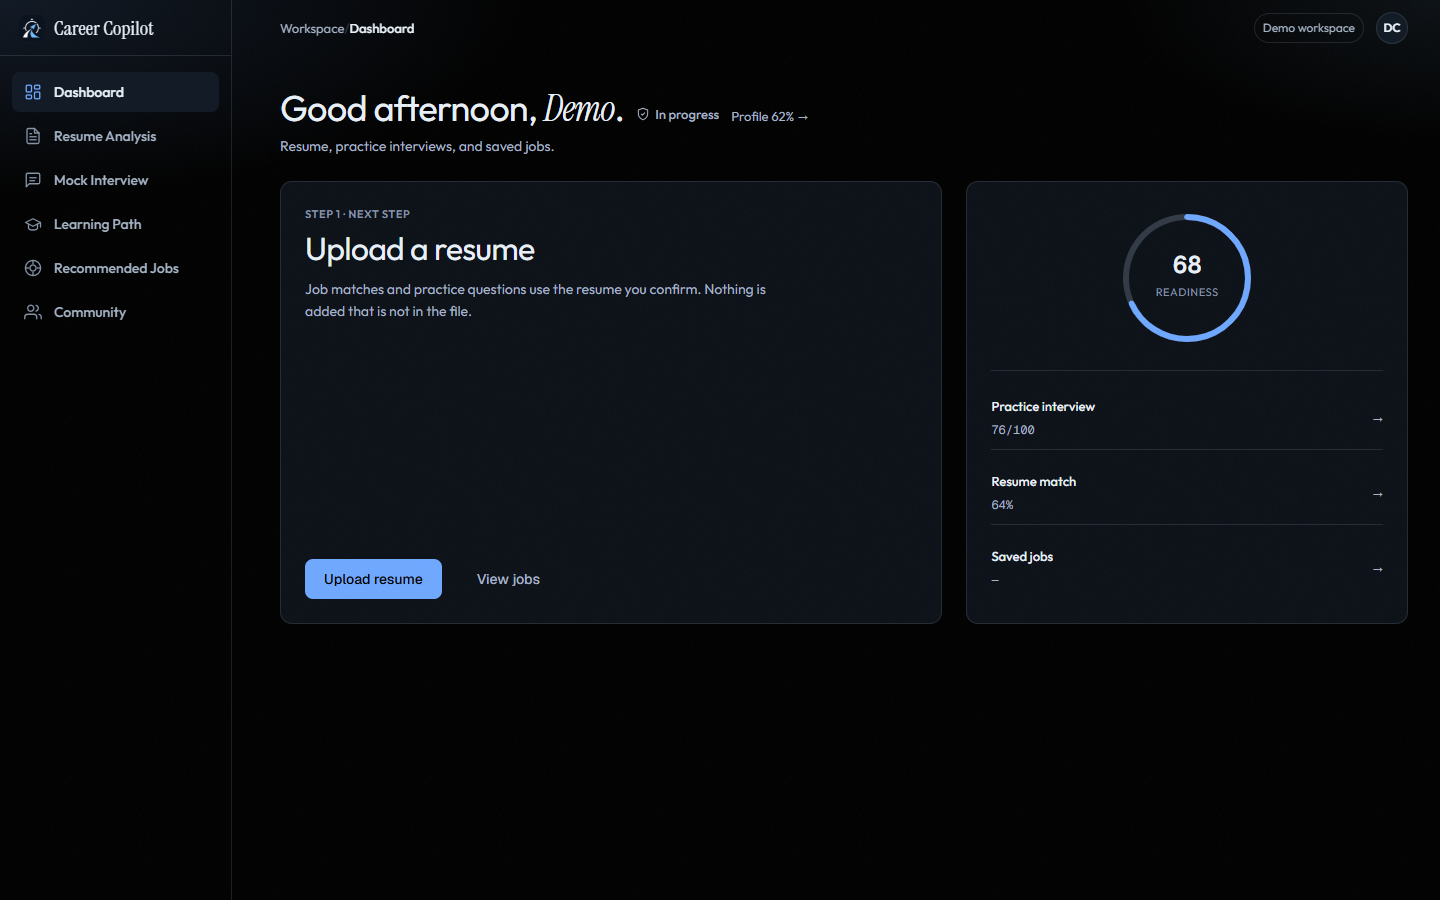 Career Copilot
Workspace/Dashboard
Demo workspace
DC
Dashboard
Resume Analysis
Mock Interview
Learning Path
Recommended Jobs
Community
Good afternoon, Demo.
In progress
Profile 62% →
Resume, practice interviews, and saved jobs.
STEP 1 · NEXT STEP
Upload a resume
Job matches and practice questions use the resume you confirm. Nothing is
added that is not in the file.
Upload resume
View jobs
68
READINESS
Practice interview
76/100
→
Resume match
64%
→
Saved jobs
—
→